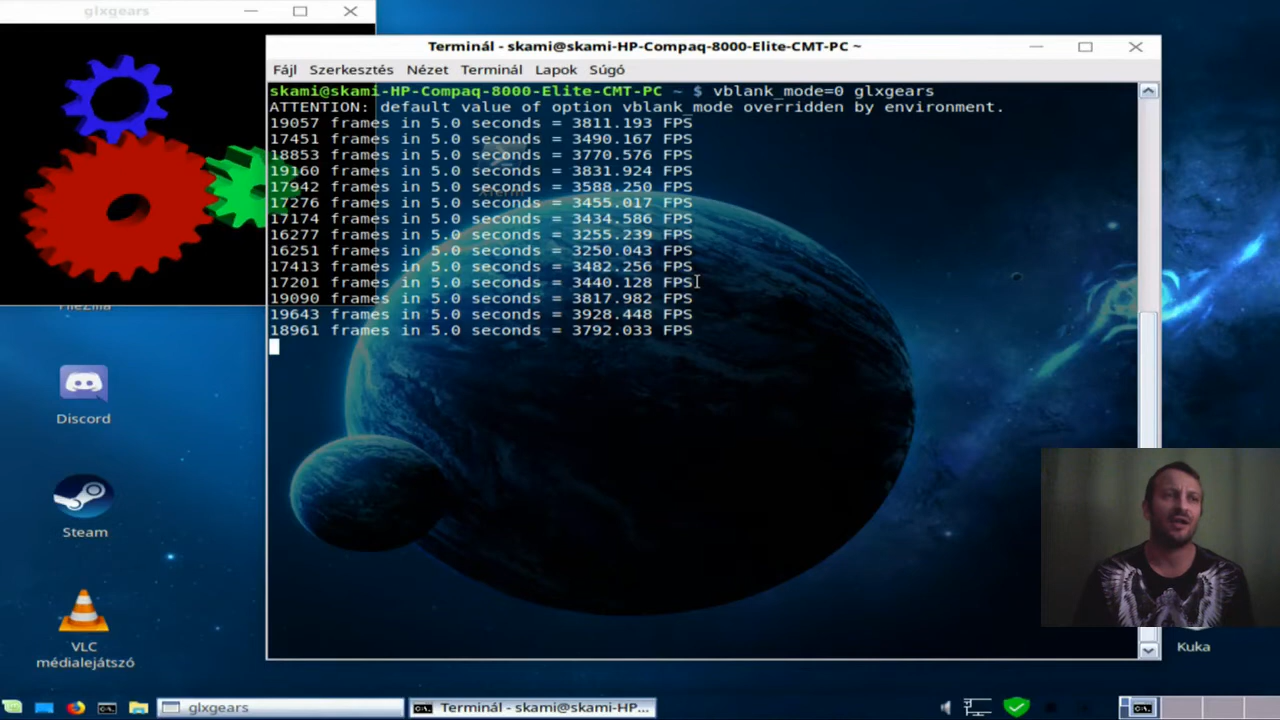 glxgears
Terminál - skami@skami-HP-Compaq-8000-Elite-CMT-PC ~
Fájl Szerkesztés Nézet Terminál Lapok Súgó
skami@skami-HP-Compaq-8000-Elite-CMT-PC ~ $ vblank_mode=0 glxgears
ATTENTION: default value of option vblank_mode overridden by environment.
19057 frames in 5.0 seconds = 3811.193 FPS
17451 frames in 5.0 seconds = 3490.167 FPS
18853 frames in 5.0 seconds = 3770.576 FPS
19160 frames in 5.0 seconds = 3831.924 FPS
17942 frames in 5.0 seconds = 3588.250 FPS
17276 frames in 5.0 seconds = 3455.017 FPS
17174 frames in 5.0 seconds = 3434.586 FPS
16277 frames in 5.0 seconds = 3255.239 FPS
16251 frames in 5.0 seconds = 3250.043 FPS
17413 frames in 5.0 seconds = 3482.256 FPS
17201 frames in 5.0 seconds = 3440.128 FPS
19090 frames in 5.0 seconds = 3817.982 FPS
19643 frames in 5.0 seconds = 3928.448 FPS
18961 frames in 5.0 seconds = 3792.033 FPS
FileZilla
Discord
Steam
VLC
médialejátszó
Kuka
glxgears
Terminál - skami@skami-HP...